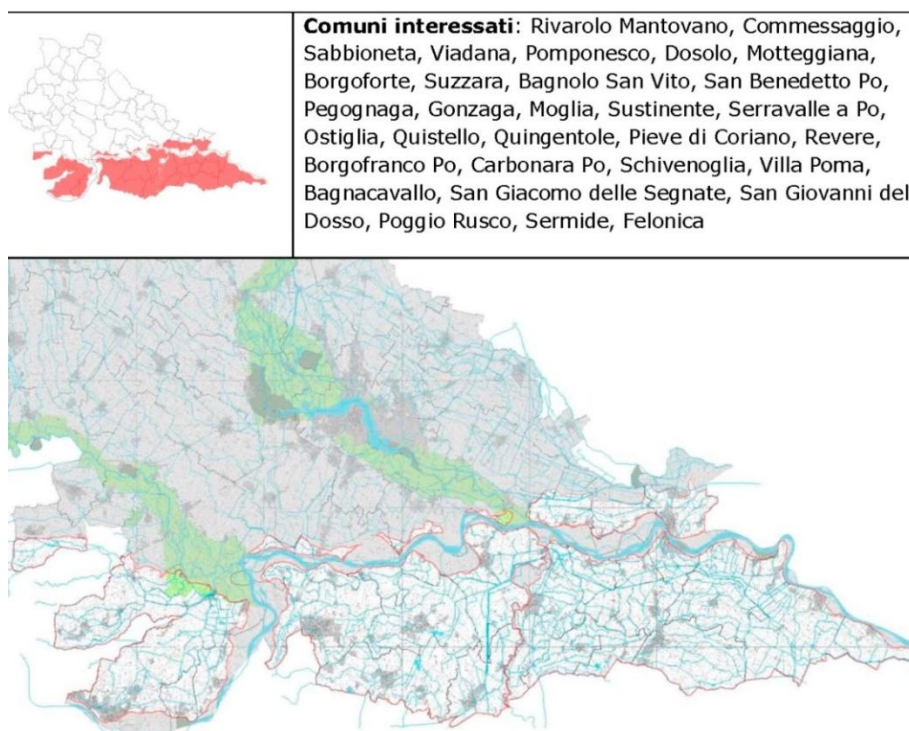 Comuni interessati: Rivarolo Mantovano, Commessaggio,
Sabbioneta, Viadana, Pomponesco, Dosolo, Motteggiana,
Borgoforte, Suzzara, Bagnolo San Vito, San Benedetto Po,
Pegognaga, Gonzaga, Moglia, Sustinente, Serravalle a Po,
Ostiglia, Quistello, Quingentole, Pieve di Coriano, Revere,
Borgofranco Po, Carbonara Po, Schivenoglia, Villa Poma,
Bagnacavallo, San Giacomo delle Segnate, San Giovanni del
Dosso, Poggio Rusco, Sermide, Felonica